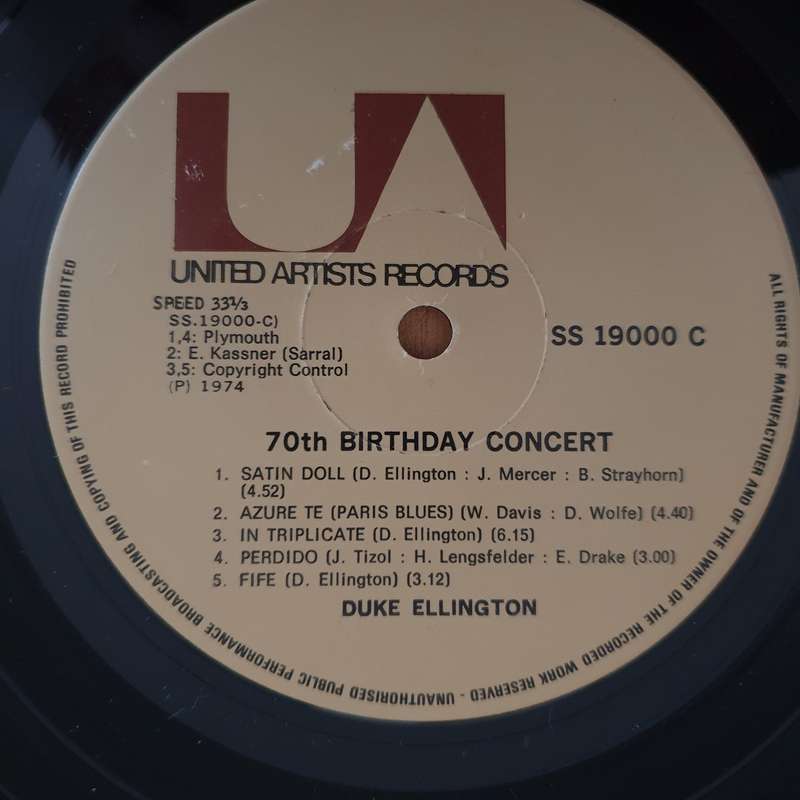 UA
UNITED ARTISTS RECORDS
SPEED 33⅓
SS.19000-C)
1,4: Plymouth
2: E. Kassner (Sarral)
3,5: Copyright Control
(P) 1974
SS 19000 C
70th BIRTHDAY CONCERT
1. SATIN DOLL (D. Ellington : J. Mercer : B. Strayhorn)
(4.52)
2. AZURE TE (PARIS BLUES) (W. Davis : D. Wolfe) (4.40)
3. IN TRIPLICATE (D. Ellington) (6.15)
4. PERDIDO (J. Tizol : H. Lengsfelder : E. Drake (3.00)
5. FIFE (D. Ellington) (3.12)
DUKE ELLINGTON
ALL RIGHTS OF MANUFACTURER AND OF THE OWNER OF THE RECORDED WORK RESERVED - UNAUTHORISED PUBLIC PERFORMANCE BROADCASTING AND COPYING OF THIS RECORD PROHIBITED